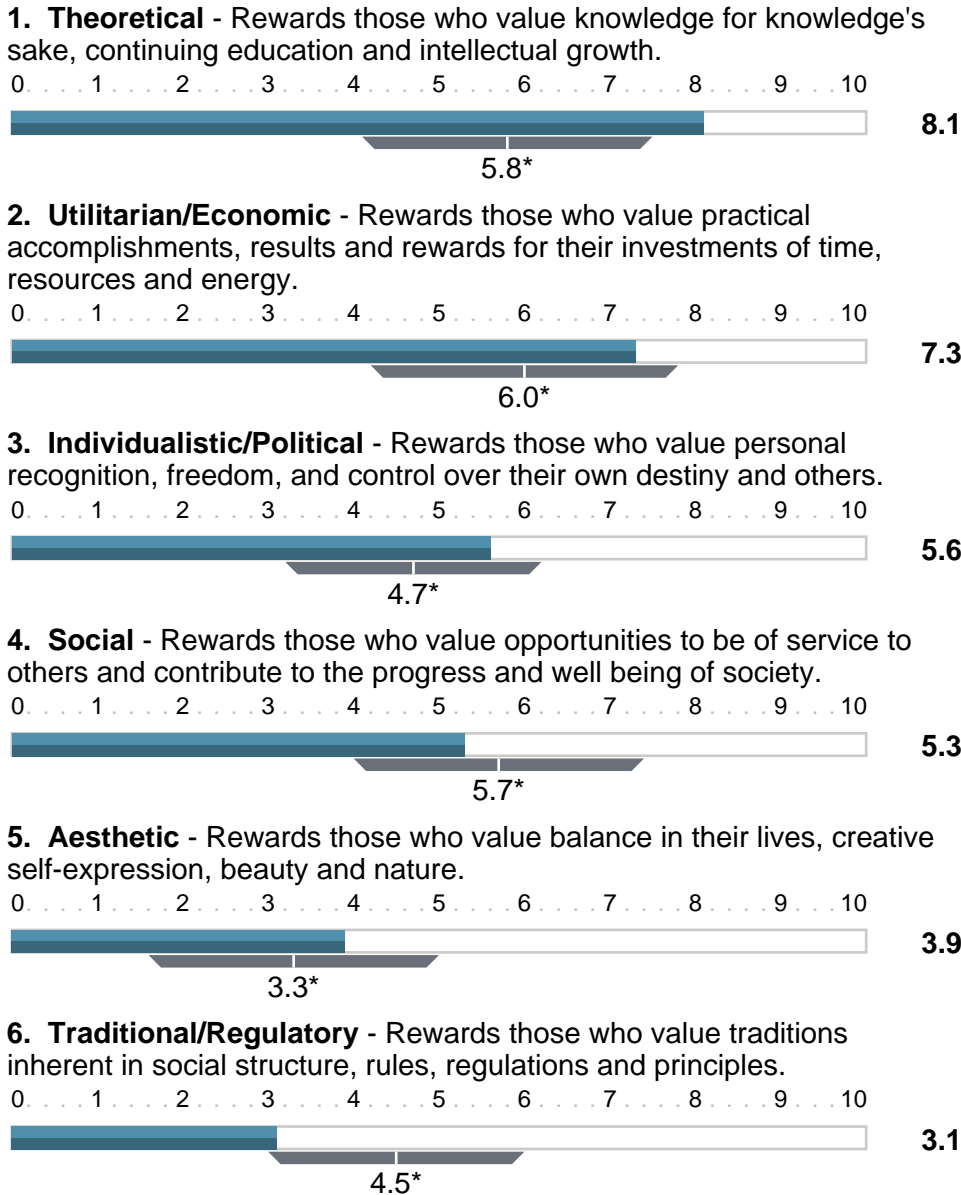 1. Theoretical - Rewards those who value knowledge for knowledge's
sake, continuing education and intellectual growth.
0. . . . 1 . . . . 2 . . . . 3 . . . . 4 . . . . 5 . . . . 6 . . . . 7 . . . . 8 . . . . 9 . . . 10
8.1
5.8*
2. Utilitarian/Economic - Rewards those who value practical
accomplishments, results and rewards for their investments of time,
resources and energy.
0. . . . 1 . . . . 2 . . . . 3 . . . . 4 . . . . 5 . . . . 6 . . . . 7 . . . . 8 . . . . 9 . . . 10
7.3
6.0*
3. Individualistic/Political - Rewards those who value personal
recognition, freedom, and control over their own destiny and others.
0. . . . 1 . . . . 2 . . . . 3 . . . . 4 . . . . 5 . . . . 6 . . . . 7 . . . . 8 . . . . 9 . . . 10
5.6
4.7*
4. Social - Rewards those who value opportunities to be of service to
others and contribute to the progress and well being of society.
0. . . . 1 . . . . 2 . . . . 3 . . . . 4 . . . . 5 . . . . 6 . . . . 7 . . . . 8 . . . . 9 . . . 10
5.3
5.7*
5. Aesthetic - Rewards those who value balance in their lives, creative
self-expression, beauty and nature.
0. . . . 1 . . . . 2 . . . . 3 . . . . 4 . . . . 5 . . . . 6 . . . . 7 . . . . 8 . . . . 9 . . . 10
3.9
3.3*
6. Traditional/Regulatory - Rewards those who value traditions
inherent in social structure, rules, regulations and principles.
0. . . . 1 . . . . 2 . . . . 3 . . . . 4 . . . . 5 . . . . 6 . . . . 7 . . . . 8 . . . . 9 . . . 10
3.1
4.5*